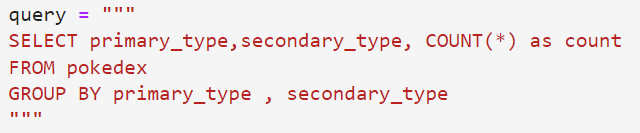 query = """
SELECT primary_type,secondary_type, COUNT(*) as count
FROM pokedex
GROUP BY primary_type , secondary_type
"""